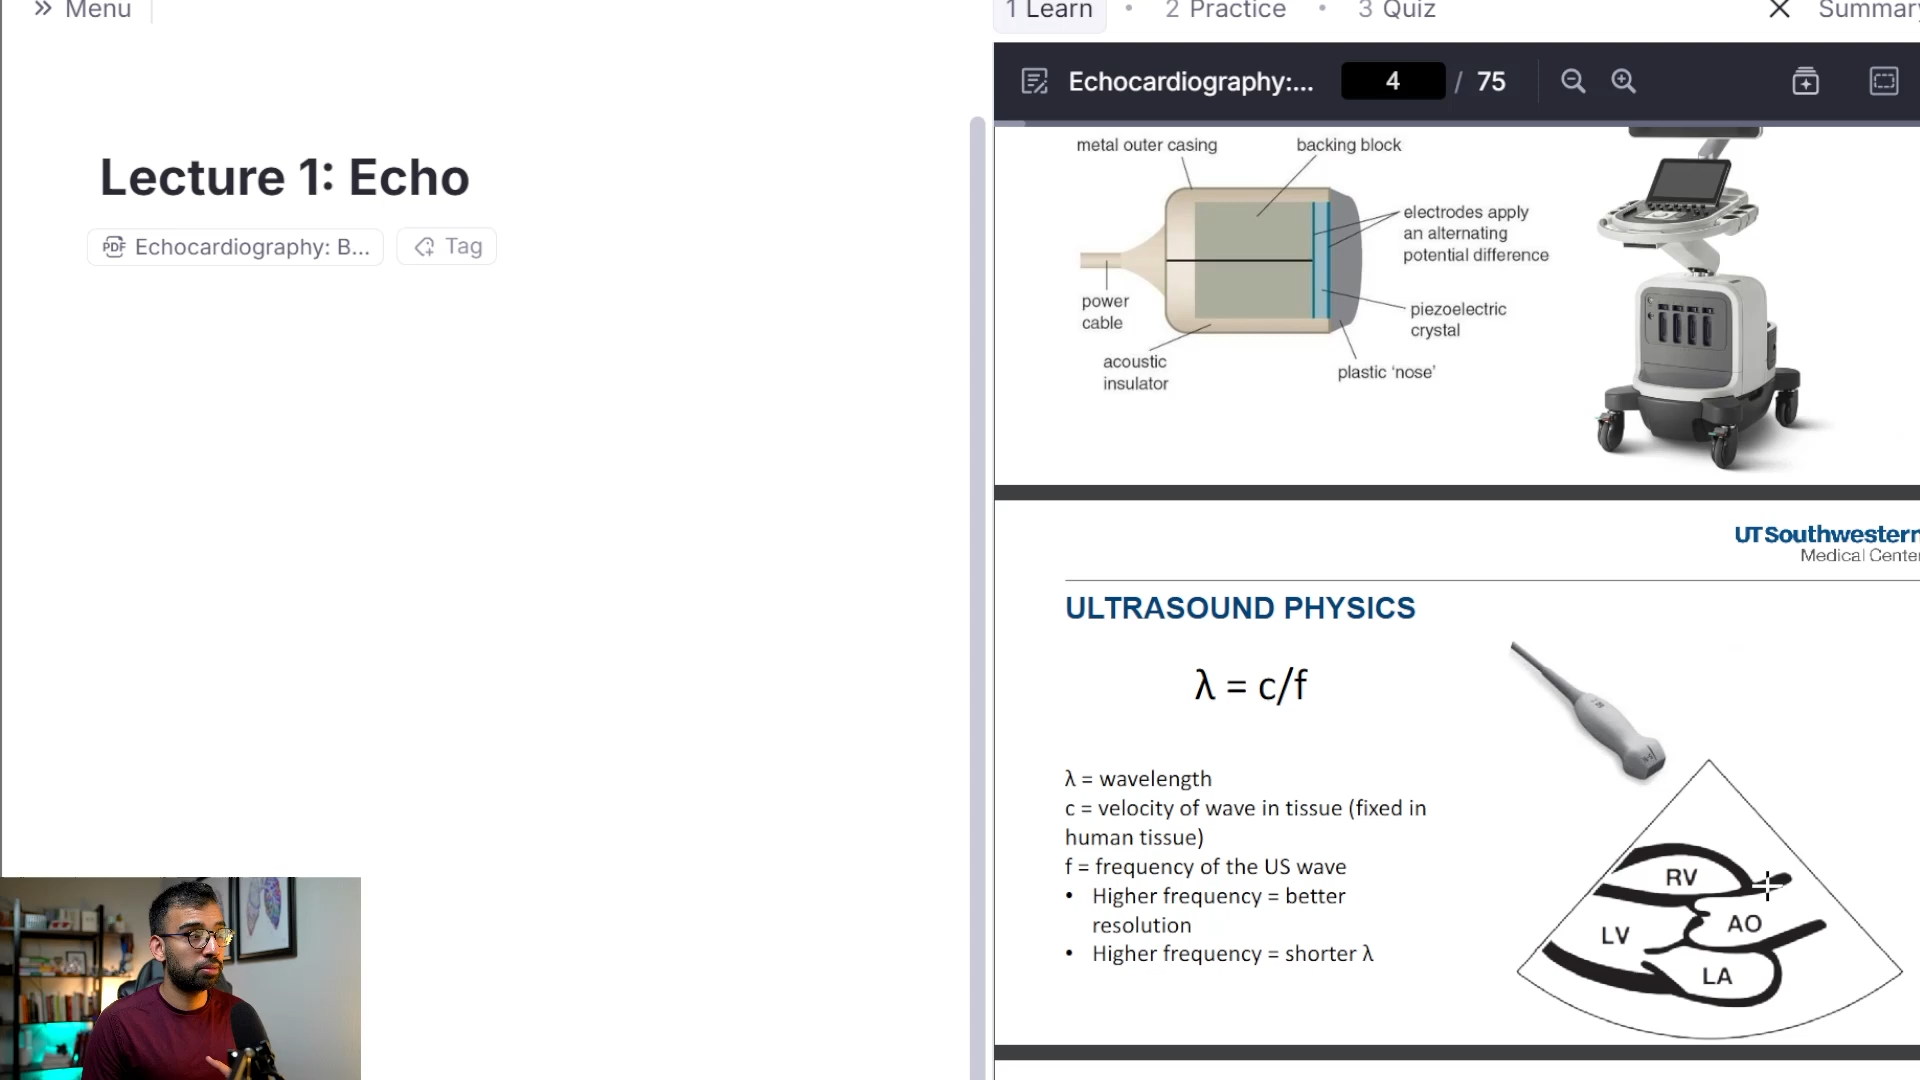 Menu
1 Learn • 2 Practice • 3 Quiz
Summary
Echocardiography:... 4 / 75
Lecture 1: Echo
PDF Echocardiography: B... Tag
metal outer casing
backing block
electrodes apply
an alternating
potential difference
power
cable
piezoelectric
crystal
acoustic
insulator
plastic ‘nose’
UTSouthwestern
Medical Center
ULTRASOUND PHYSICS
λ = c/f
λ = wavelength
c = velocity of wave in tissue (fixed in
human tissue)
f = frequency of the US wave
• Higher frequency = better
resolution
• Higher frequency = shorter λ
RV
AO
LV
LA